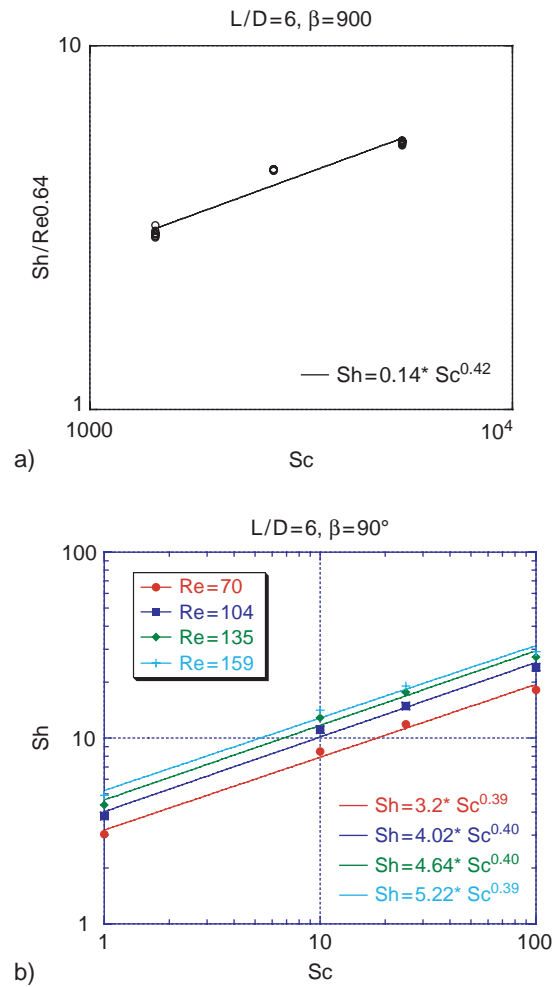 L/D=6, β=900
10
Sh/Re0.64
Sh=0.14* Sc^0.42
1
1000
10^4
Sc
a)
L/D=6, β=90°
100
Re=70
Re=104
Re=135
Re=159
Sh
10
Sh=3.2* Sc^0.39
Sh=4.02* Sc^0.40
Sh=4.64* Sc^0.40
Sh=5.22* Sc^0.39
1
1
10
100
Sc
b)